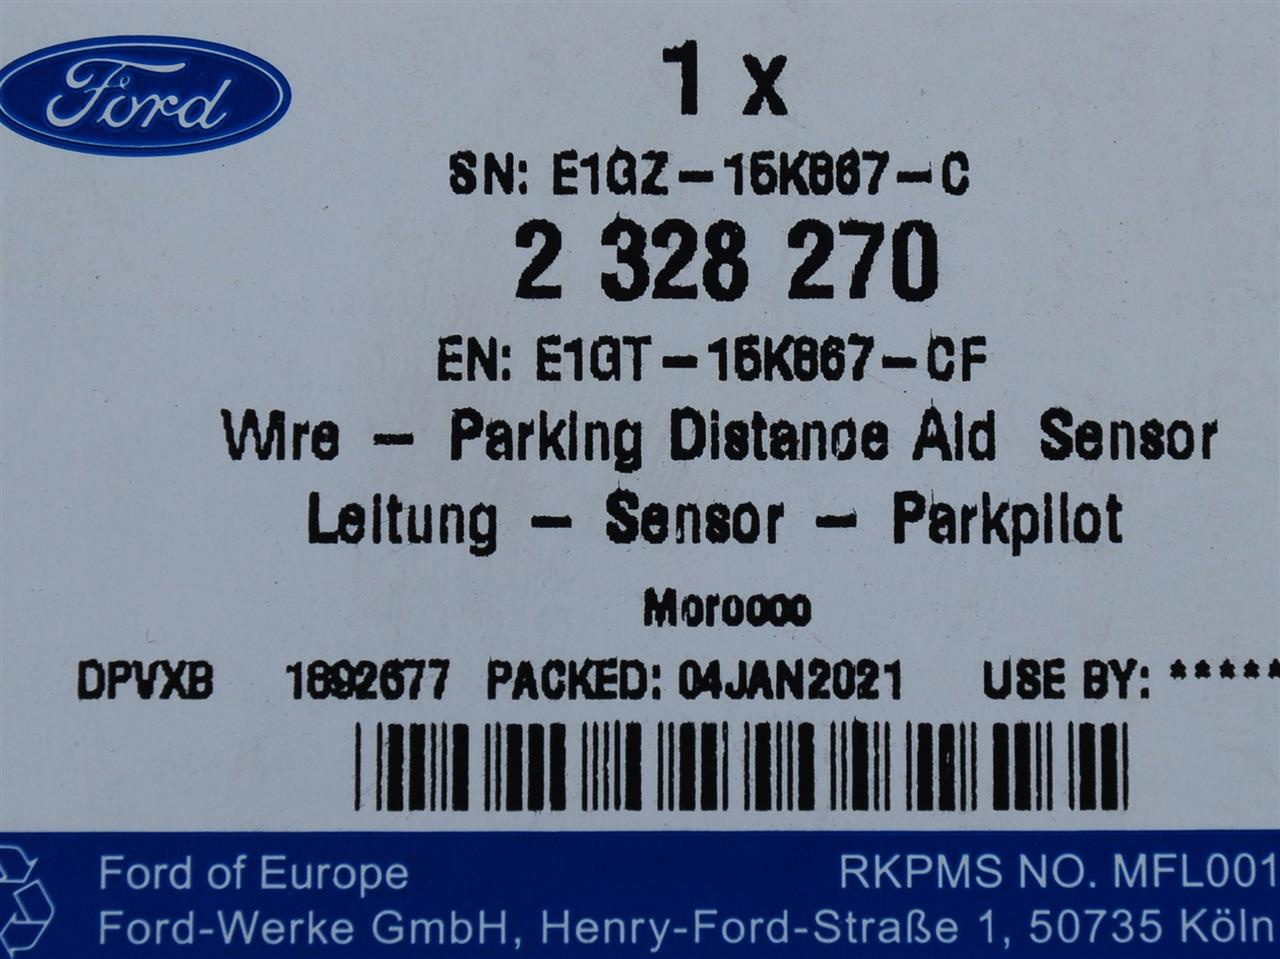 Ford
1 x
SN: E1GZ-15K867-C
2 328 270
EN: E1GT-15K867-CF
Wire - Parking Distance Aid Sensor
Leitung - Sensor - Parkpilot
Morocco
DPVXB 1892677 PACKED: 04JAN2021 USE BY: *****
Ford of Europe RKPMS NO. MFL001
Ford-Werke GmbH, Henry-Ford-Straße 1, 50735 Köln